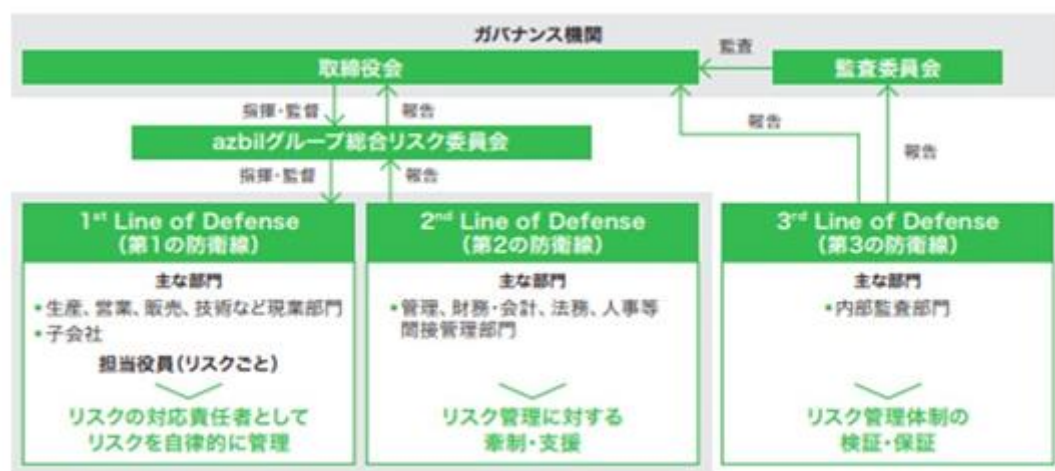 ガバナンス機関
取締役会
監査
監査委員会
指揮・監督
報告
報告
報告
azbilグループ総合リスク委員会
指揮・監督
報告
1st Line of Defense
(第1の防衛線)
主な部門
•生産、営業、販売、技術など現業部門
•子会社
担当役員(リスクごと)
リスクの対応責任者として
リスクを自律的に管理
2nd Line of Defense
(第2の防衛線)
主な部門
•管理、財務・会計、法務、人事等
間接管理部門
リスク管理に対する
牽制・支援
3rd Line of Defense
(第3の防衛線)
主な部門
•内部監査部門
リスク管理体制の
検証・保証